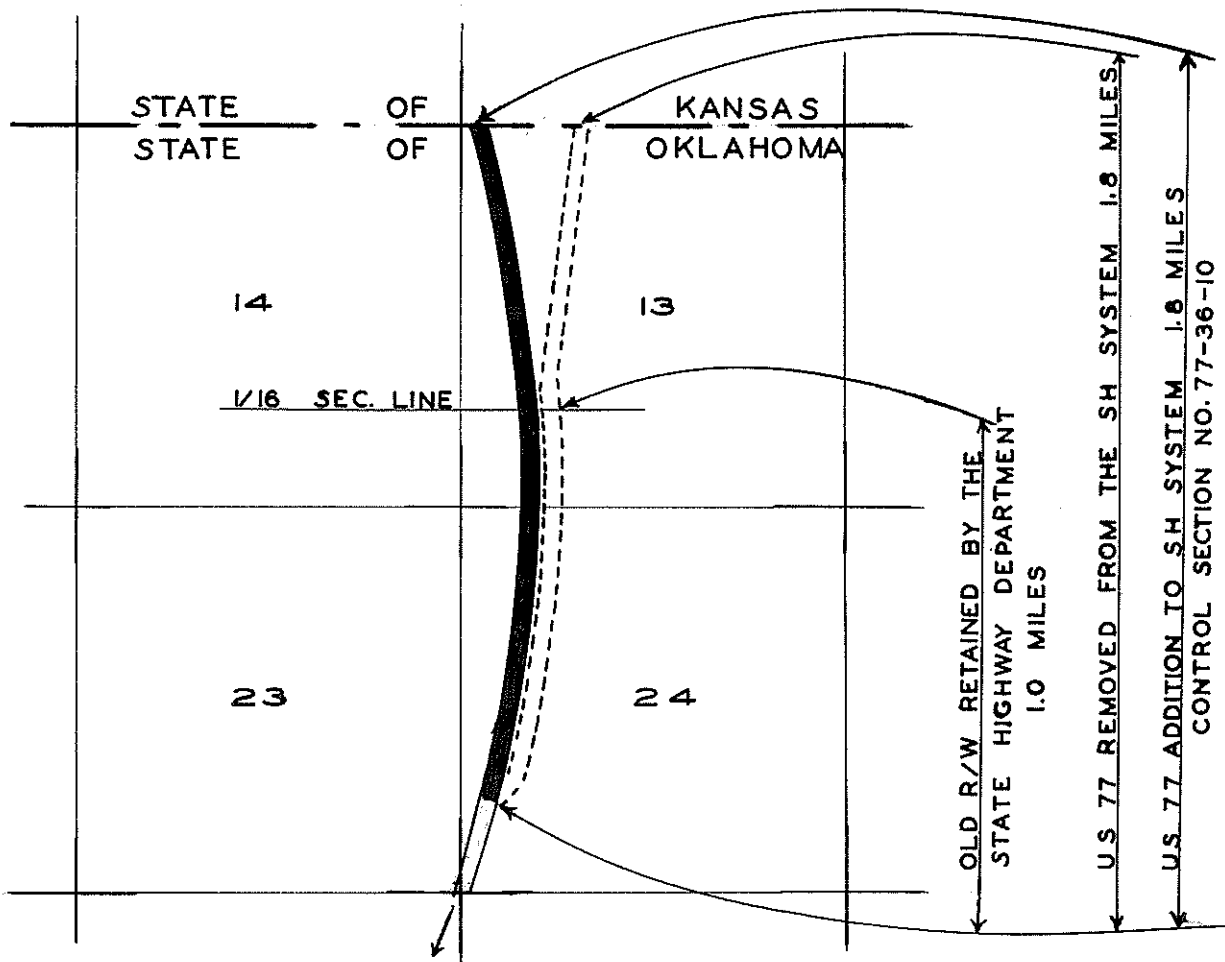 STATE OF KANSAS
STATE OF OKLAHOMA
14
13
1/16 SEC. LINE
23
24
OLD R/W RETAINED BY THE
STATE HIGHWAY DEPARTMENT
1.0 MILES
US 77 REMOVED FROM THE SH SYSTEM 1.8 MILES
US 77 ADDITION TO SH SYSTEM 1.8 MILES
CONTROL SECTION NO. 77-36-10